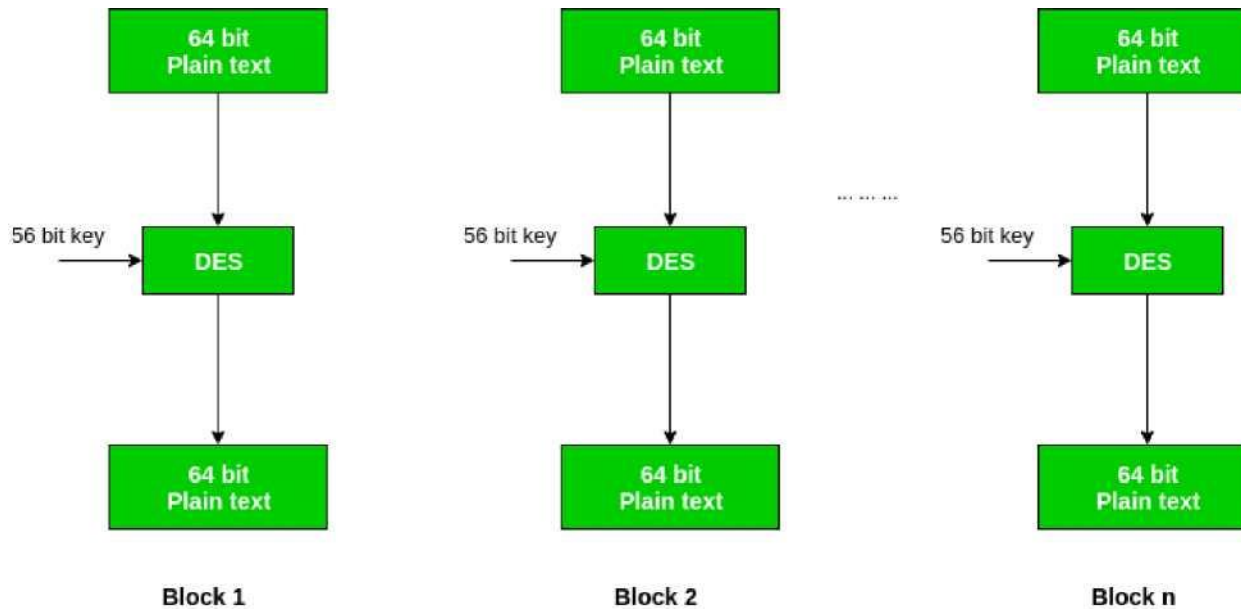 64 bit
Plain text
64 bit
Plain text
64 bit
Plain text
... ... ...
56 bit key
DES
56 bit key
DES
56 bit key
DES
64 bit
Plain text
64 bit
Plain text
64 bit
Plain text
Block 1
Block 2
Block n